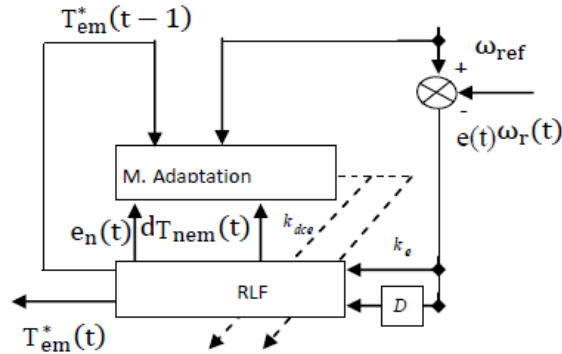 T*em(t−1)
ωref
+
-
e(t)ωr(t)
M. Adaptation
en(t) dTnem(t)
kdce
ke
RLF
D
T*em(t)